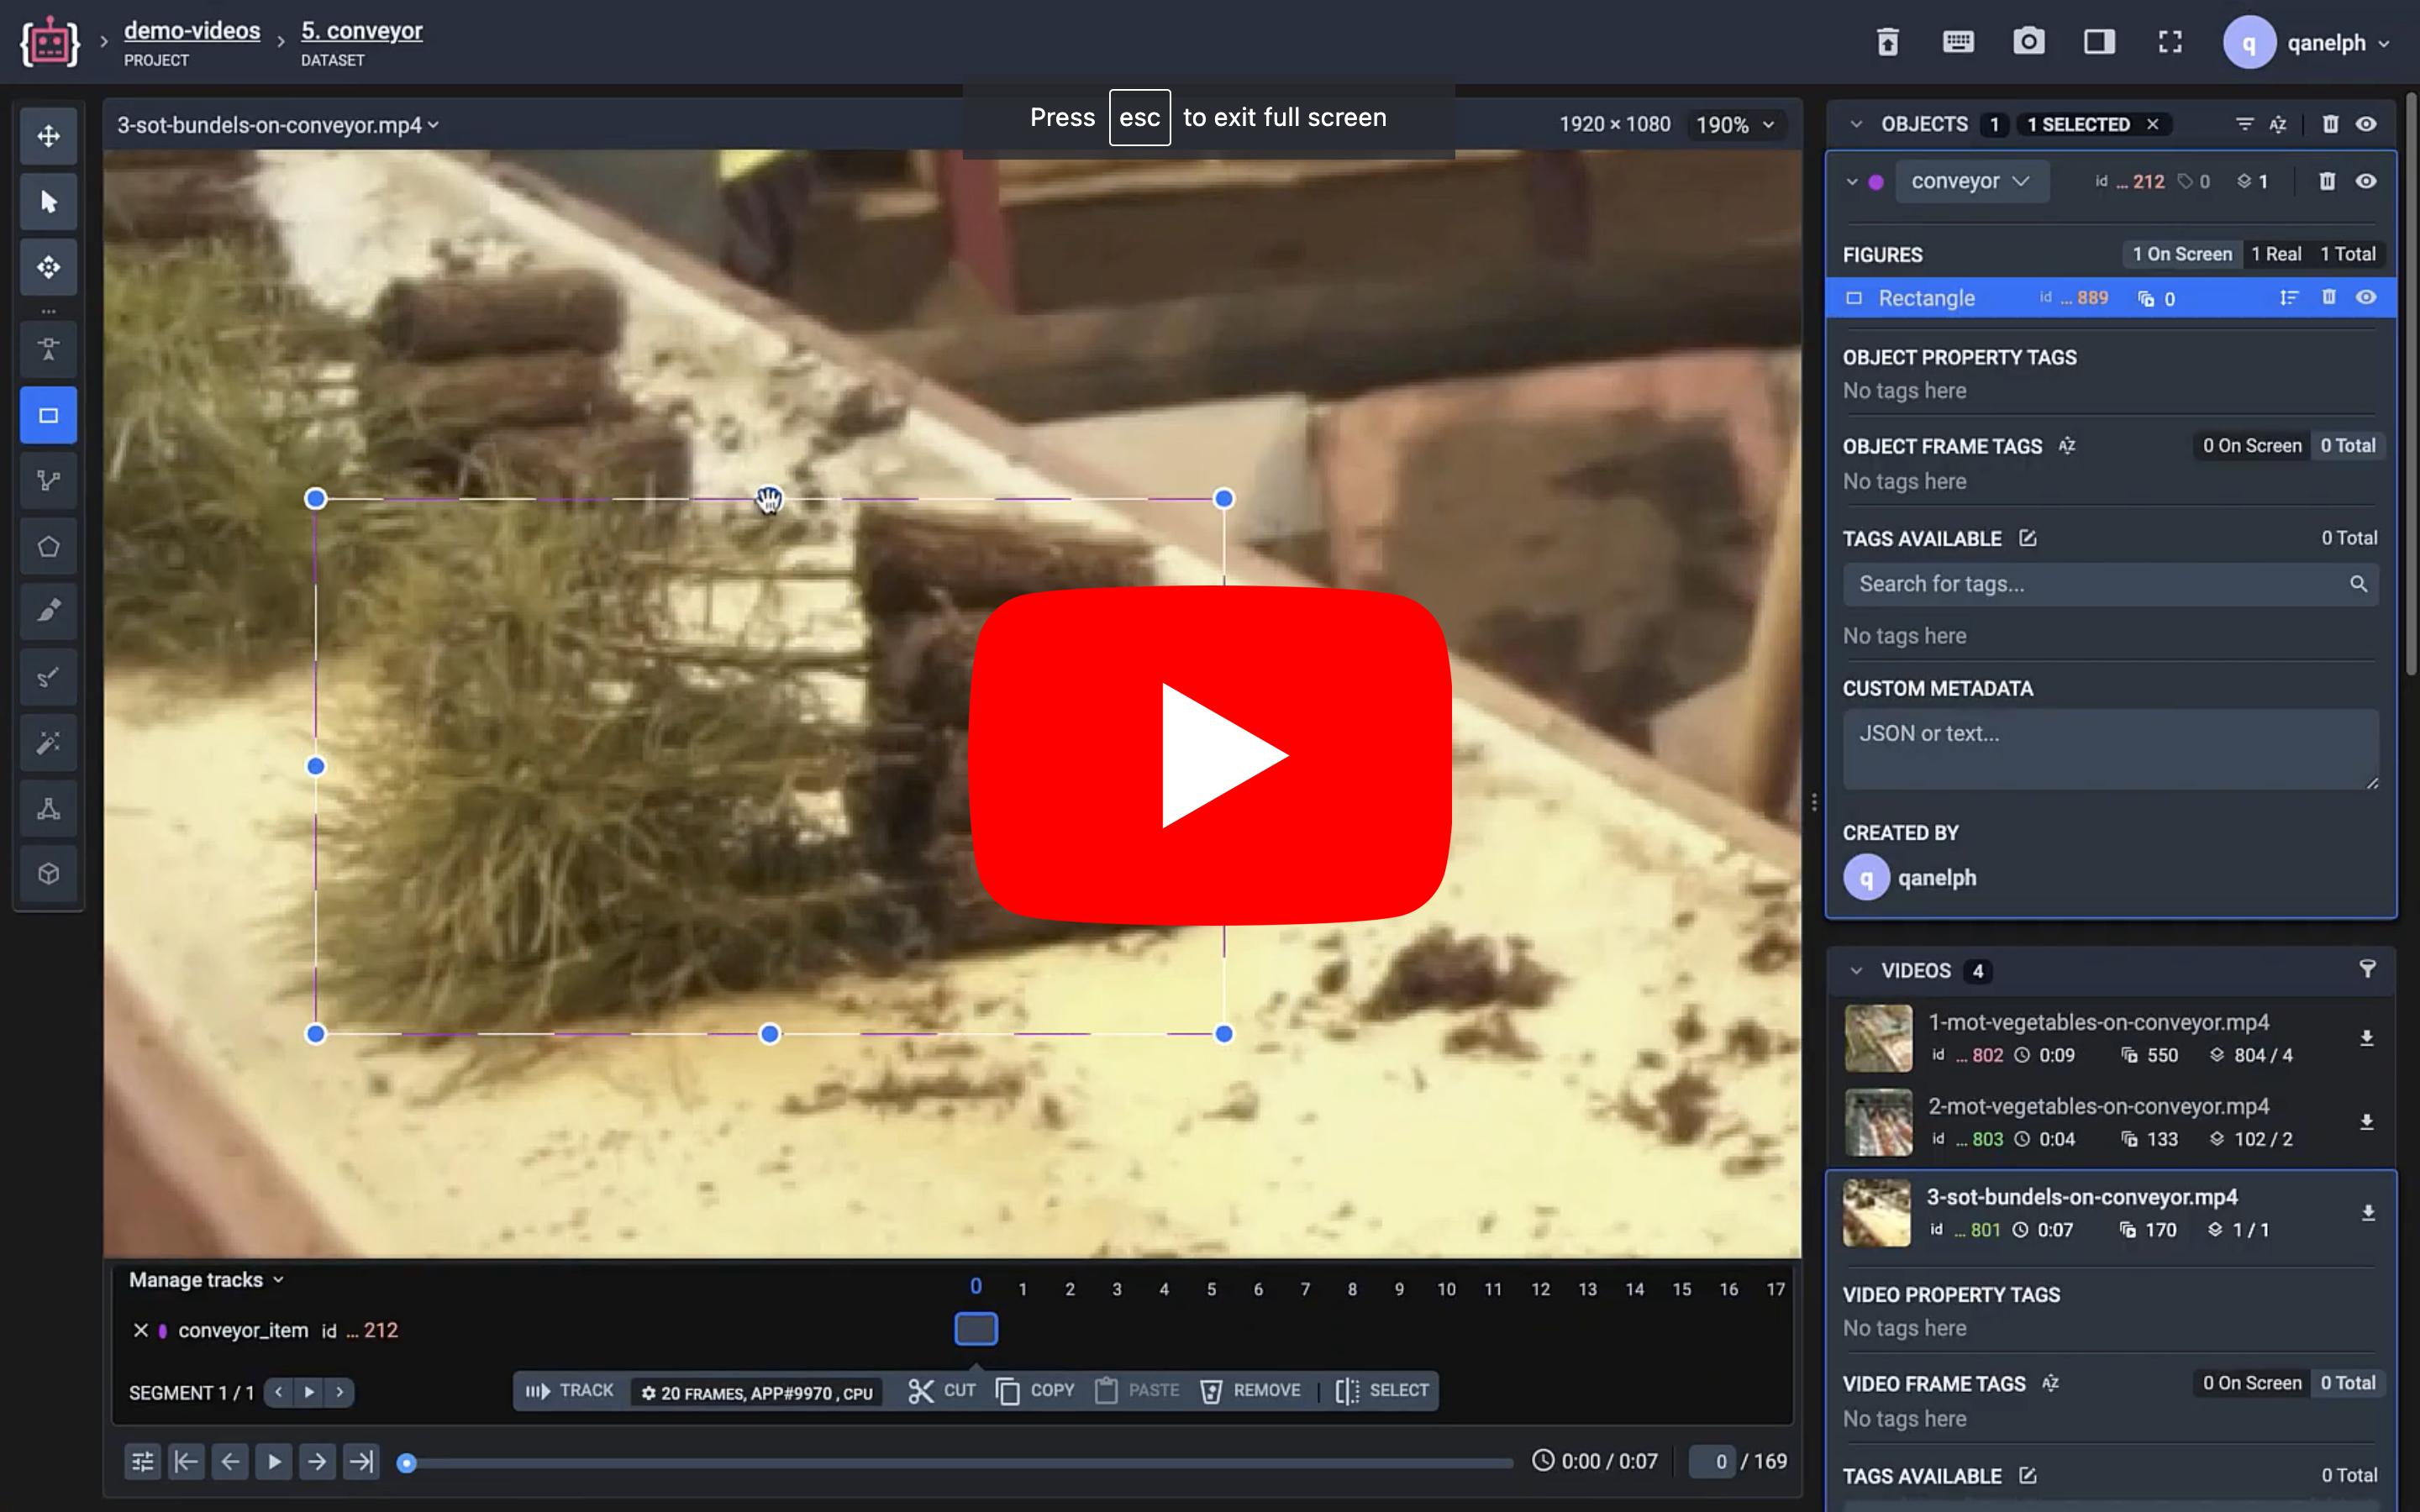 demo-videos
PROJECT
5. conveyor
DATASET
q
qanelph
3-sot-bundels-on-conveyor.mp4
Press esc to exit full screen
1920 × 1080
190%
OBJECTS 1 1 SELECTED ×
conveyor
id ... 212
0
1
FIGURES
1 On Screen 1 Real 1 Total
Rectangle
id ... 889
0
OBJECT PROPERTY TAGS
No tags here
OBJECT FRAME TAGS
0 On Screen 0 Total
No tags here
TAGS AVAILABLE
0 Total
Search for tags...
No tags here
CUSTOM METADATA
JSON or text...
CREATED BY
q qanelph
VIDEOS 4
1-mot-vegetables-on-conveyor.mp4
id ... 802 0:09 550 804 / 4
2-mot-vegetables-on-conveyor.mp4
id ... 803 0:04 133 102 / 2
3-sot-bundels-on-conveyor.mp4
id ... 801 0:07 170 1 / 1
VIDEO PROPERTY TAGS
No tags here
VIDEO FRAME TAGS
0 On Screen 0 Total
No tags here
TAGS AVAILABLE
0 Total
Manage tracks
0 1 2 3 4 5 6 7 8 9 10 11 12 13 14 15 16 17
conveyor_item id ... 212
SEGMENT 1 / 1
TRACK 20 FRAMES, APP#9970 , CPU CUT COPY PASTE REMOVE SELECT
0:00 / 0:07
0 / 169